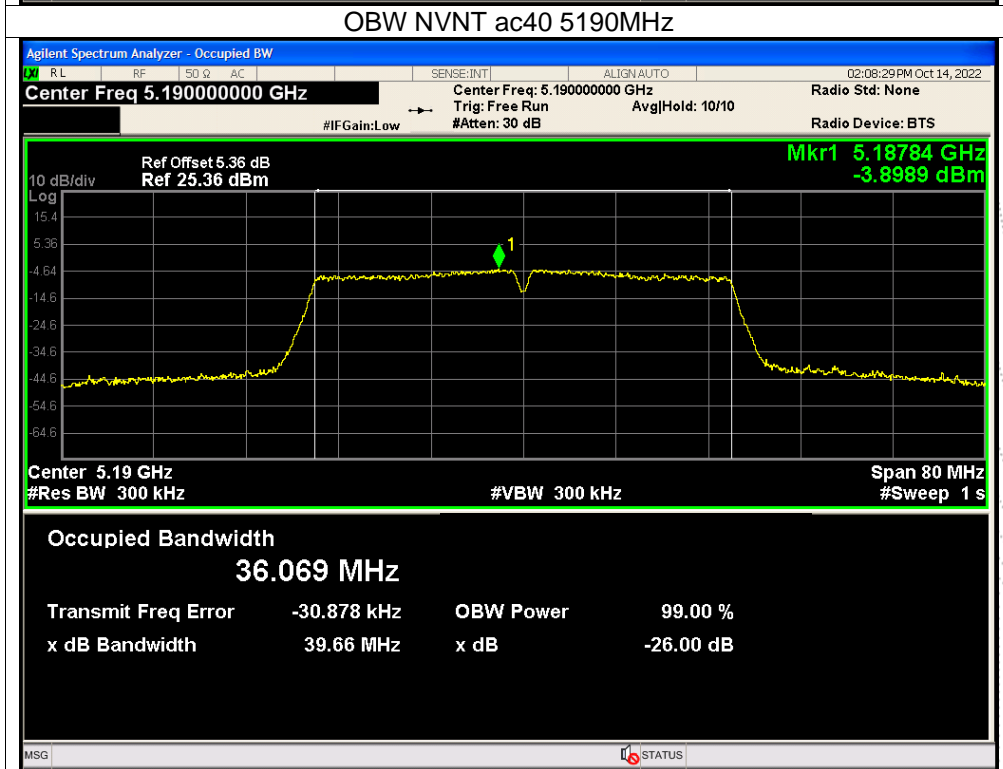 OBW NVNT ac40 5190MHz
Agilent Spectrum Analyzer - Occupied BW
LXI RL RF 50 Ω AC SENSE:INT ALIGN AUTO 02:08:29 PM Oct 14, 2022
Center Freq 5.190000000 GHz Center Freq: 5.190000000 GHz Radio Std: None
Trig: Free Run Avg|Hold: 10/10
#IFGain:Low #Atten: 30 dB Radio Device: BTS
Mkr1 5.18784 GHz
Ref Offset 5.36 dB
10 dB/div Ref 25.36 dBm -3.8989 dBm
Log
15.4
5.36
1
-4.64
-14.6
-24.6
-34.6
-44.6
-54.6
-64.6
Center 5.19 GHz Span 80 MHz
#Res BW 300 kHz #VBW 300 kHz #Sweep 1 s
Occupied Bandwidth
36.069 MHz
Transmit Freq Error -30.878 kHz OBW Power 99.00 %
x dB Bandwidth 39.66 MHz x dB -26.00 dB
MSG STATUS